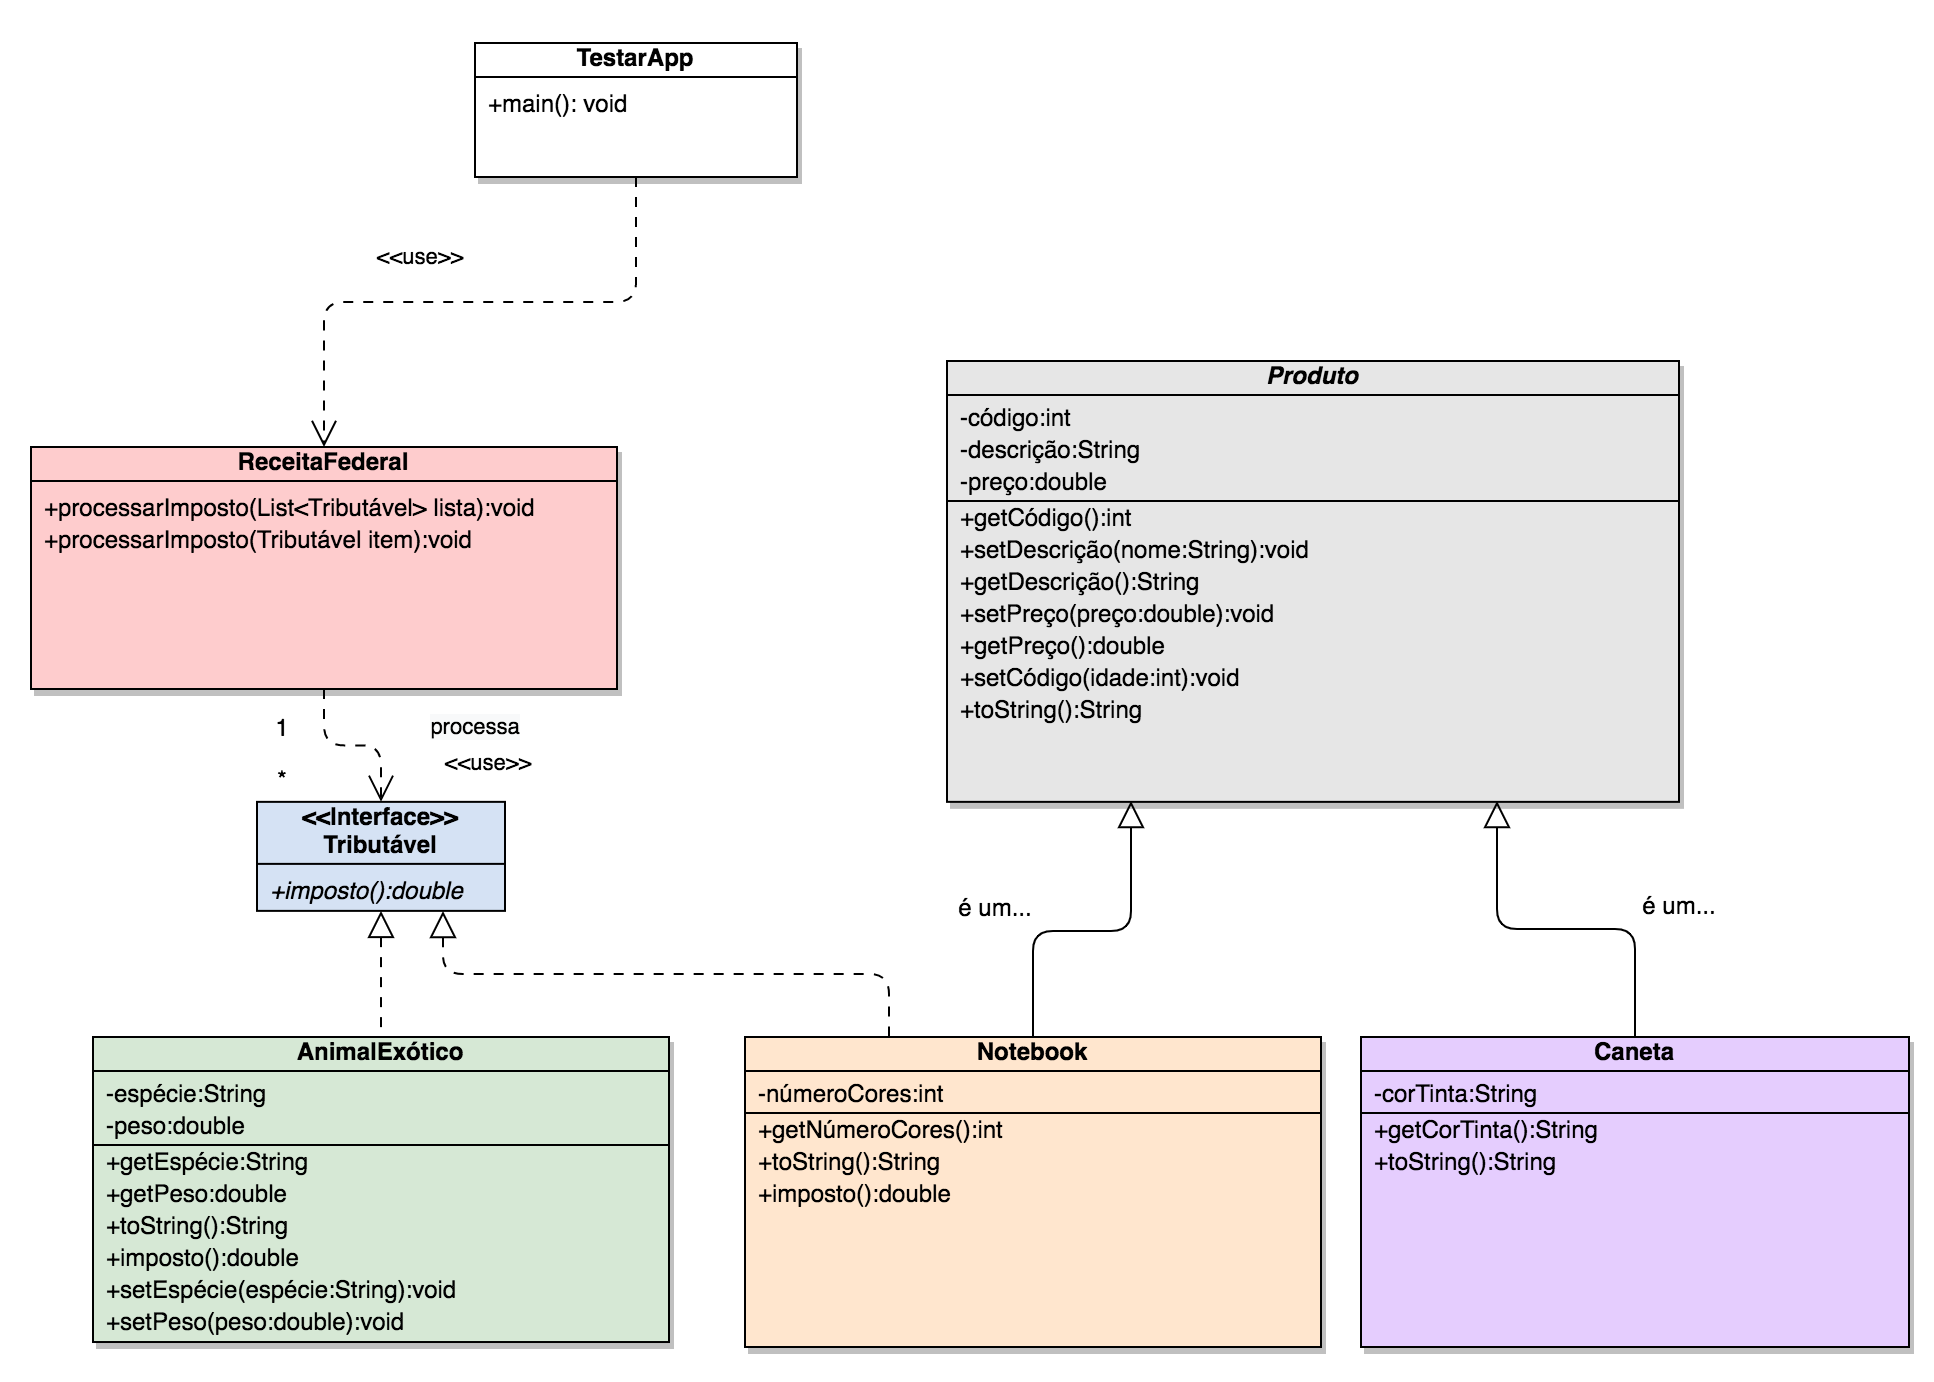 TestarApp
+main(): void
<<use>>
ReceitaFederal
+processarImposto(List<Tributável> lista):void
+processarImposto(Tributável item):void
1
processa
<<use>>
*
<<Interface>>
Tributável
+imposto():double
Produto
-código:int
-descrição:String
-preço:double
+getCódigo():int
+setDescrição(nome:String):void
+getDescrição():String
+setPreço(preço:double):void
+getPreço():double
+setCódigo(idade:int):void
+toString():String
é um...
é um...
AnimalExótico
-espécie:String
-peso:double
+getEspécie:String
+getPeso:double
+toString():String
+imposto():double
+setEspécie(espécie:String):void
+setPeso(peso:double):void
Notebook
-númeroCores:int
+getNúmeroCores():int
+toString():String
+imposto():double
Caneta
-corTinta:String
+getCorTinta():String
+toString():String